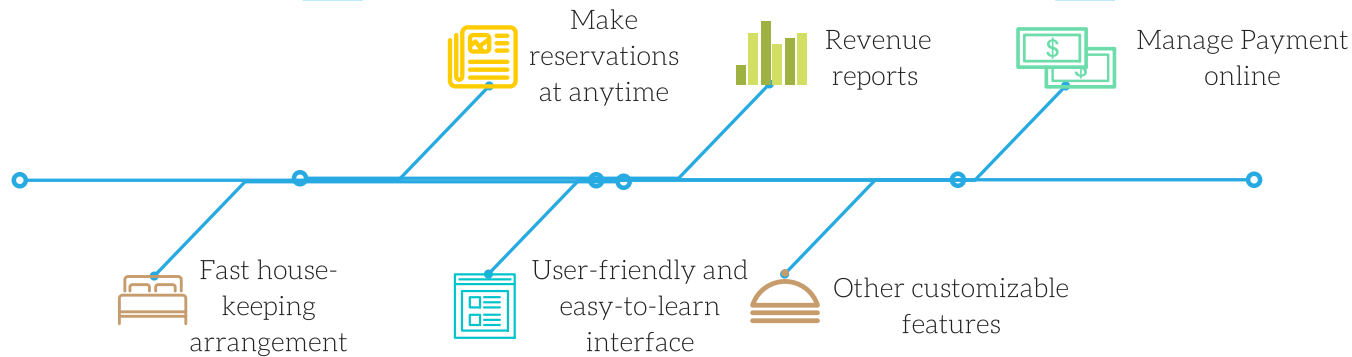 Make
reservations
at anytime
Revenue
reports
Manage Payment
online
$
$
Fast house-
keeping
arrangement
User-friendly and
easy-to-learn
interface
Other customizable
features